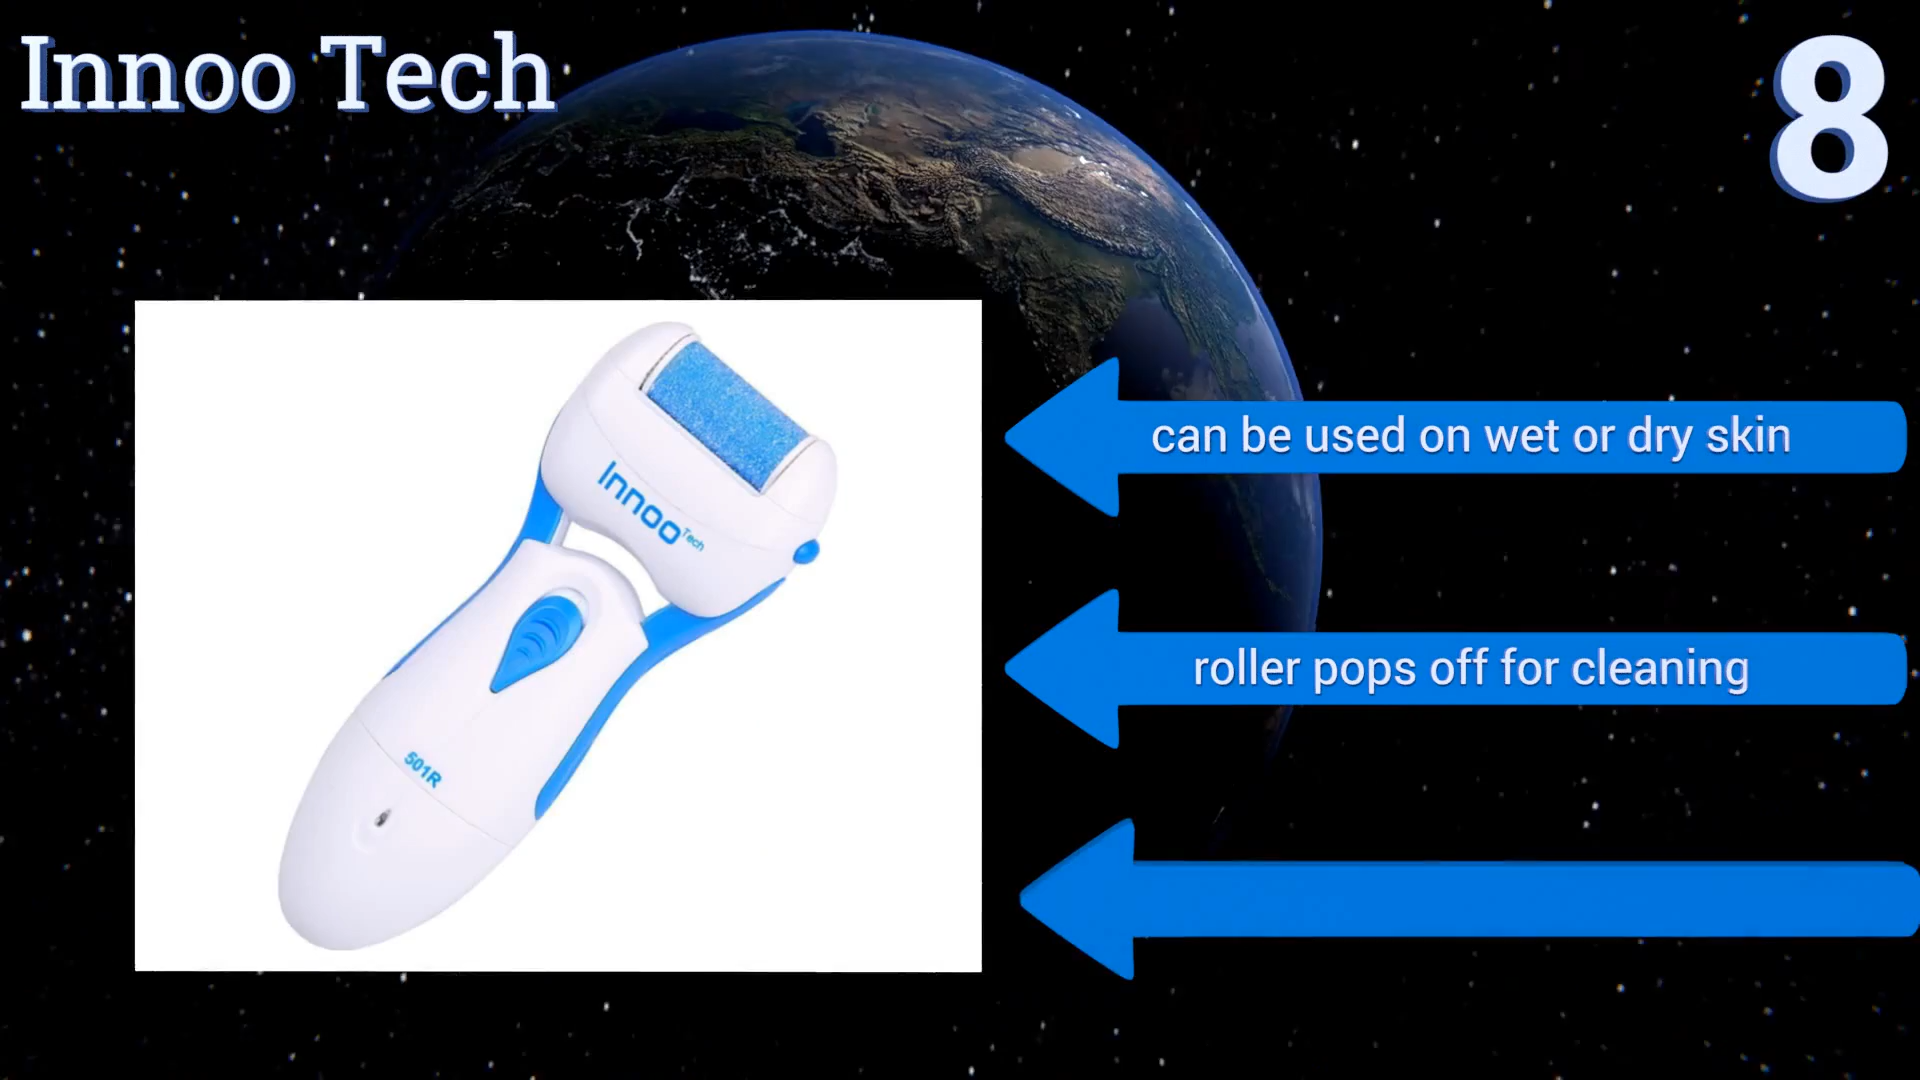 Innoo Tech
8
can be used on wet or dry skin
roller pops off for cleaning
Innoo Tech
501R